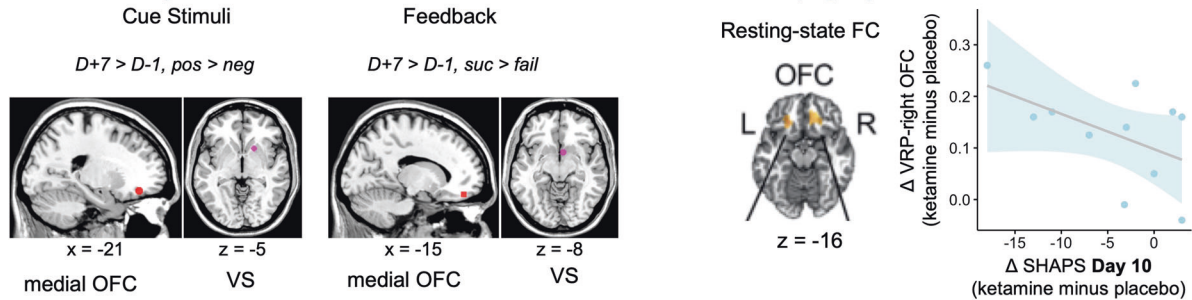 Cue Stimuli
D+7 > D-1, pos > neg
x = -21
z = -5
medial OFC
VS
Feedback
D+7 > D-1, suc > fail
x = -15
z = -8
medial OFC
VS
Resting-state FC
OFC
L
R
z = -16
Δ VRP-right OFC
(ketamine minus placebo)
0.3
0.2
0.1
0.0
-15
-10
-5
0
Δ SHAPS Day 10
(ketamine minus placebo)